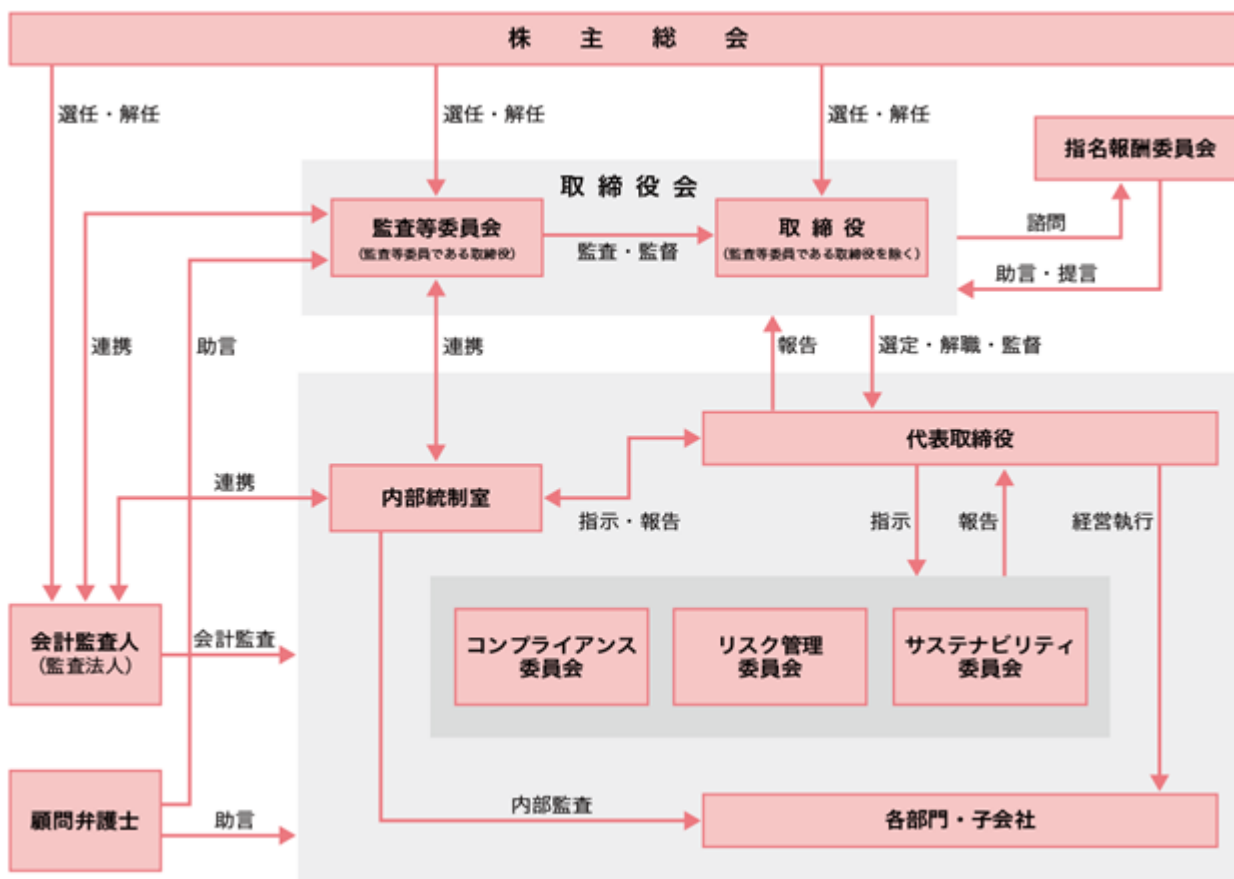 株主総会
選任・解任
選任・解任
選任・解任
指名報酬委員会
取締役会
監査等委員会
(監査等委員である取締役)
監査・監督
取締役
(監査等委員である取締役を除く)
諮問
助言・提言
連携
助言
連携
報告
選定・解職・監督
代表取締役
連携
内部統制室
指示・報告
指示
報告
経営執行
会計監査人
(監査法人)
会計監査
コンプライアンス
委員会
リスク管理
委員会
サステナビリティ
委員会
顧問弁護士
助言
内部監査
各部門・子会社